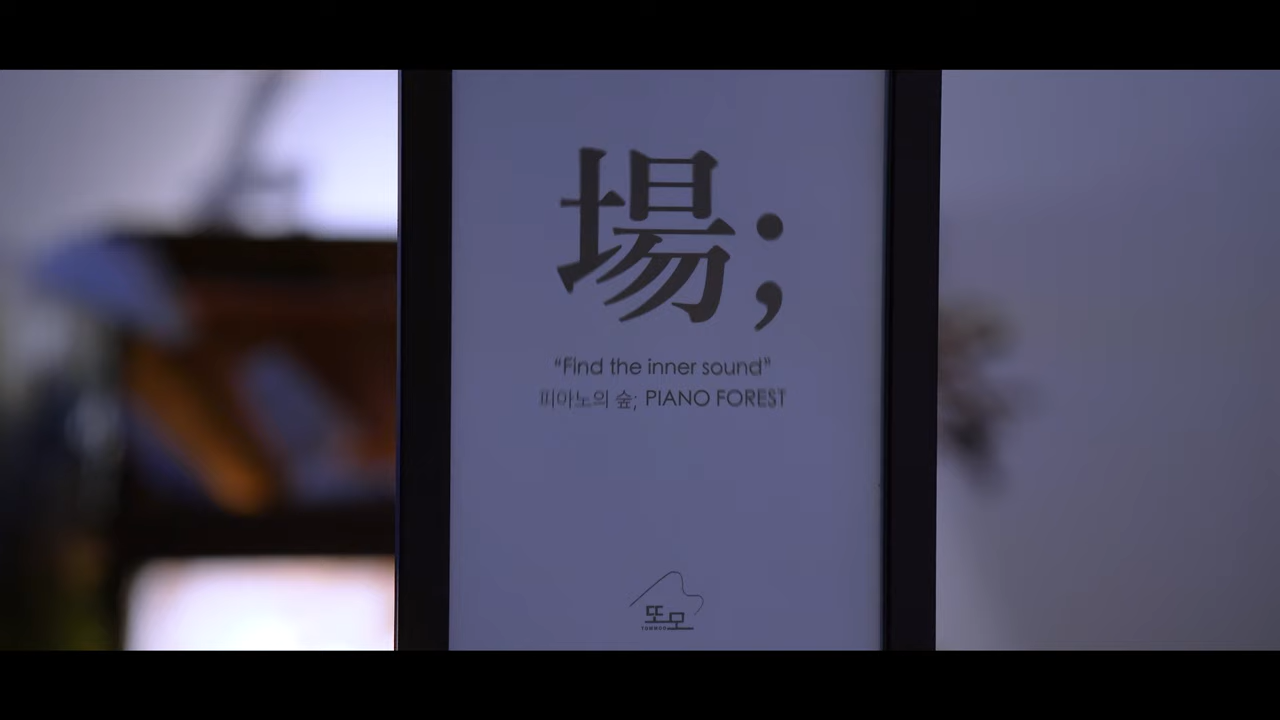 場;
“Find the inner sound”
피아노의 숲; PIANO FOREST
또모